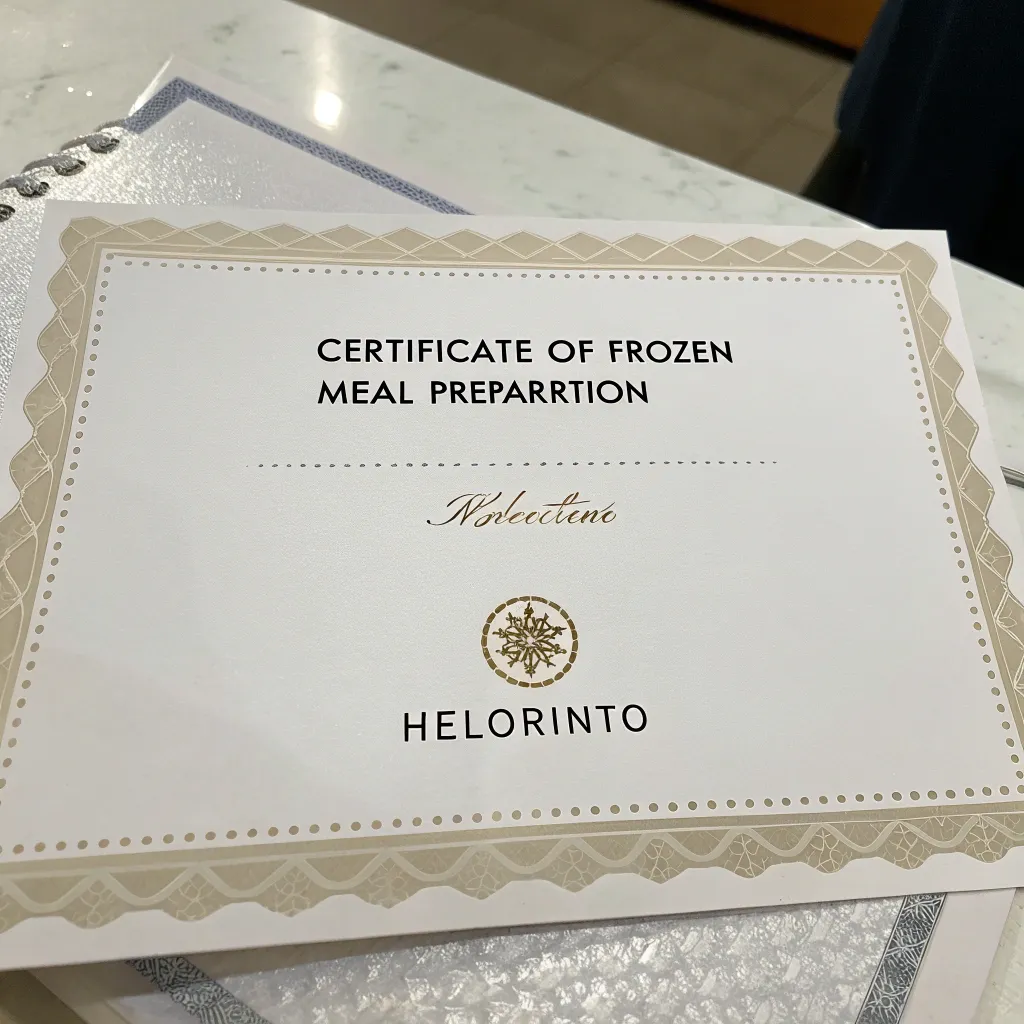 CERTIFICATE OF FROZEN
MEAL PREPARRTION
HELORINTO